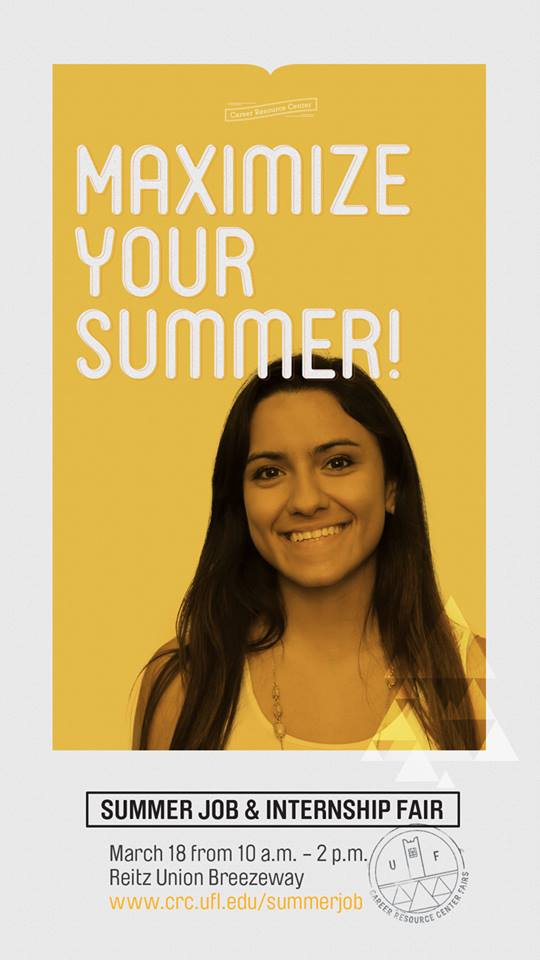 Career Resource Center
MAXIMIZE
YOUR
SUMMER!
SUMMER JOB & INTERNSHIP FAIR
March 18 from 10 a.m. – 2 p.m.
Reitz Union Breezeway
www.crc.ufl.edu/summerjob
U F
CAREER RESOURCE CENTER FAIRS